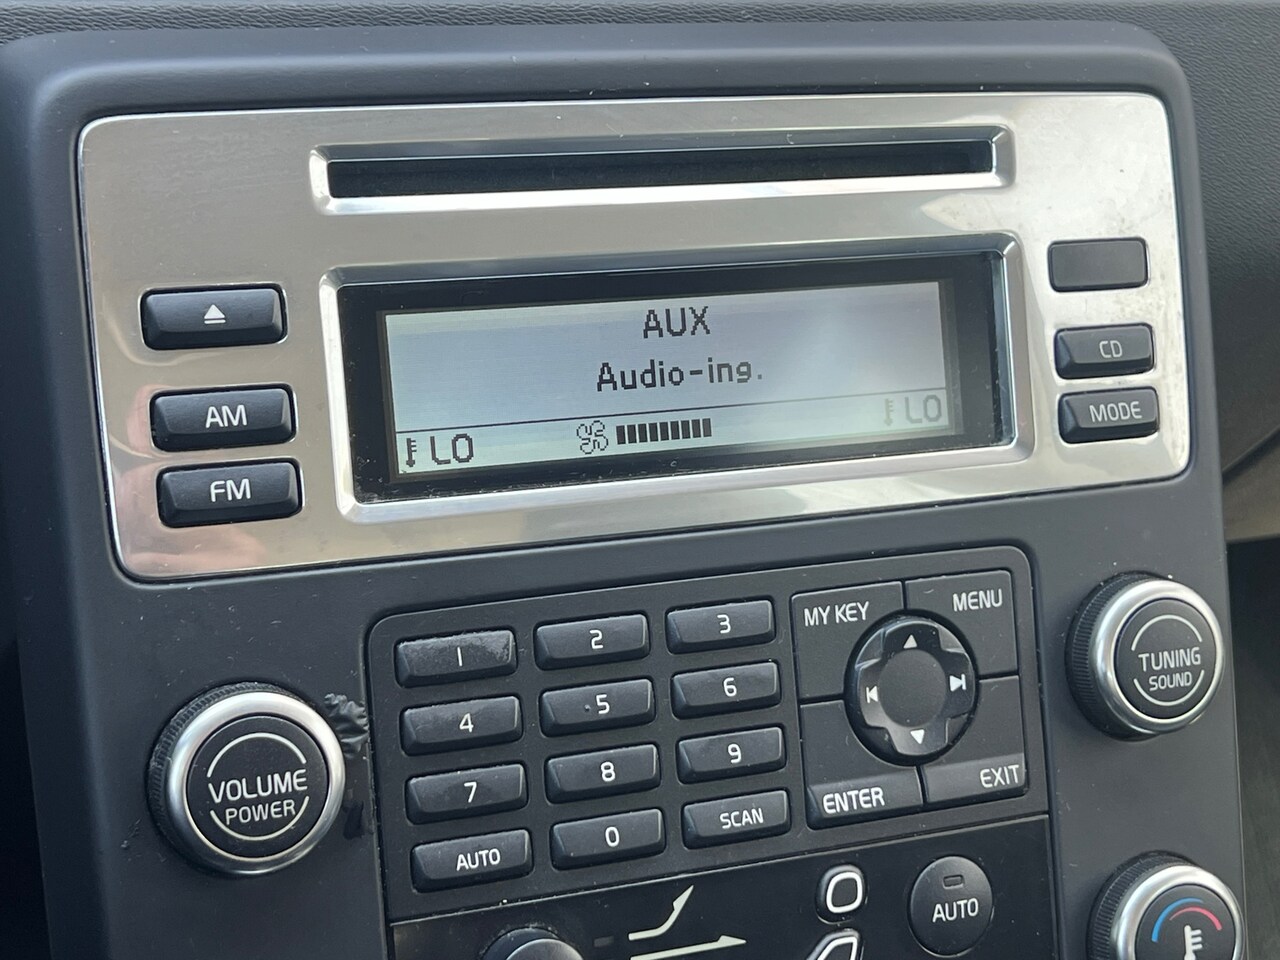 AUX
Audio-ing.
LO
LO
AM
FM
CD
MODE
1
2
3
MY KEY
MENU
4
5
6
7
8
9
ENTER
EXIT
AUTO
0
SCAN
VOLUME
POWER
TUNING
SOUND
AUTO